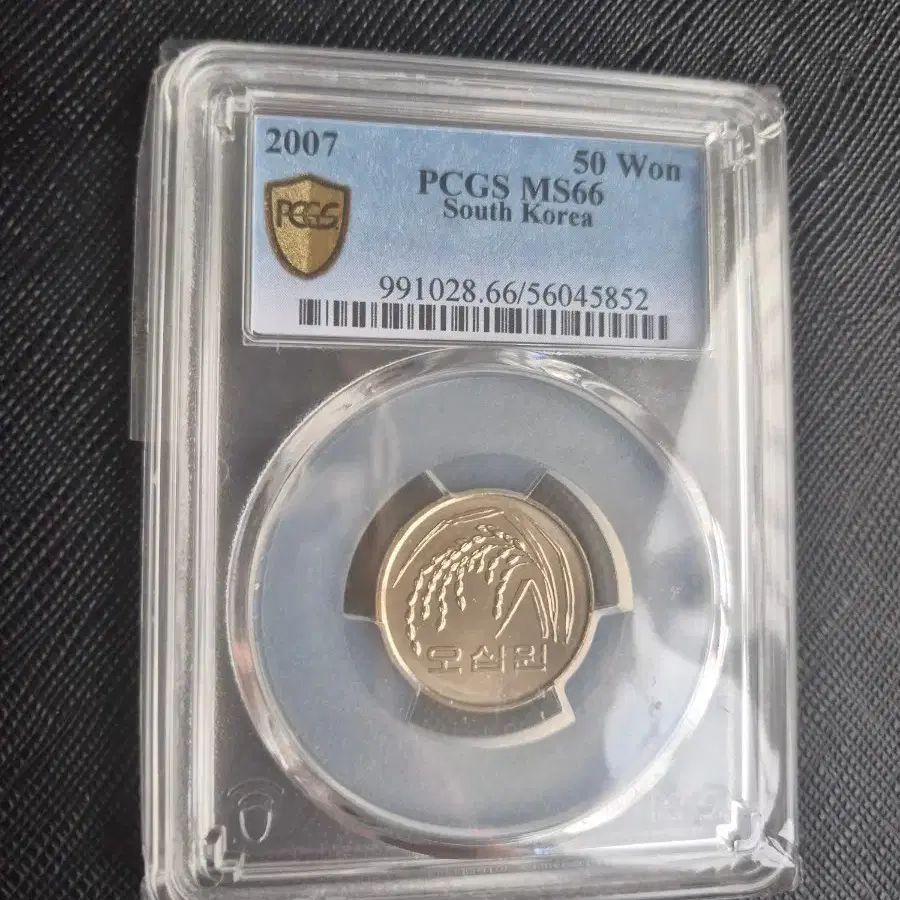 2007
50 Won
PCGS MS66
South Korea
PCGS
991028.66/56045852
오십원